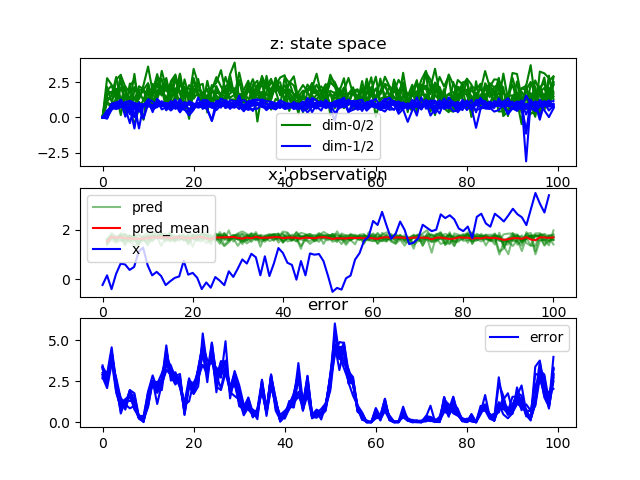 z: state space
2.5
0.0
−2.5
dim-0/2
dim-1/2
0 20 40 60 80 100
x: observation
2
0
pred
pred_mean
x
0 20 40 60 80 100
error
5.0
2.5
0.0
error
0 20 40 60 80 100